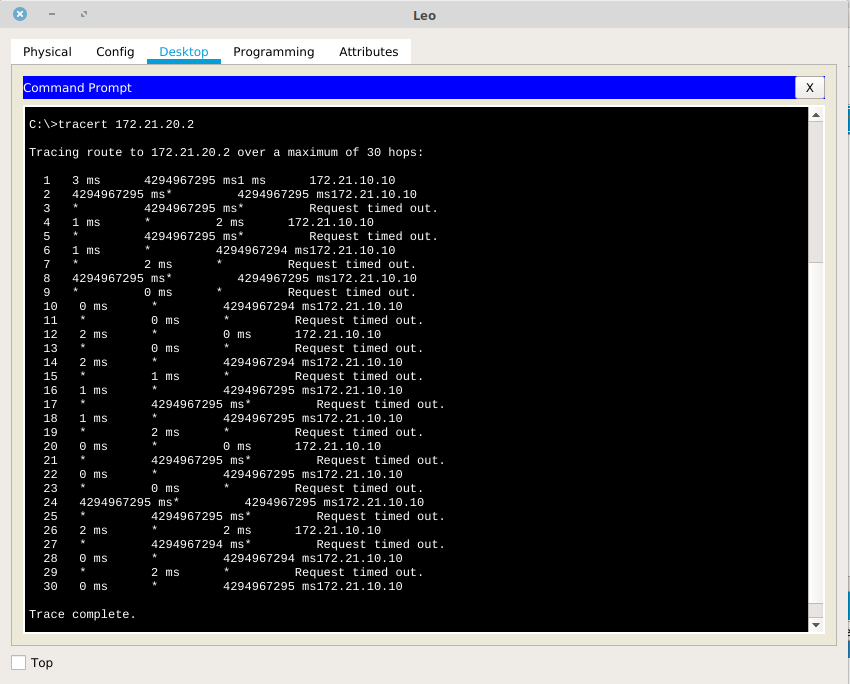 Leo
Physical Config Desktop Programming Attributes
Command Prompt X
C:\>tracert 172.21.20.2
Tracing route to 172.21.20.2 over a maximum of 30 hops:
1 3 ms 4294967295 ms1 ms 172.21.10.10
2 4294967295 ms* 4294967295 ms172.21.10.10
3 * 4294967295 ms* Request timed out.
4 1 ms * 2 ms 172.21.10.10
5 * 4294967295 ms* Request timed out.
6 1 ms * 4294967294 ms172.21.10.10
7 * 2 ms * Request timed out.
8 4294967295 ms* 4294967295 ms172.21.10.10
9 * 0 ms * Request timed out.
10 0 ms * 4294967294 ms172.21.10.10
11 * 0 ms * Request timed out.
12 2 ms * 0 ms 172.21.10.10
13 * 0 ms * Request timed out.
14 2 ms * 4294967294 ms172.21.10.10
15 * 1 ms * Request timed out.
16 1 ms * 4294967295 ms172.21.10.10
17 * 4294967295 ms* Request timed out.
18 1 ms * 4294967295 ms172.21.10.10
19 * 2 ms * Request timed out.
20 0 ms * 0 ms 172.21.10.10
21 * 4294967295 ms* Request timed out.
22 0 ms * 4294967295 ms172.21.10.10
23 * 0 ms * Request timed out.
24 4294967295 ms* 4294967295 ms172.21.10.10
25 * 4294967295 ms* Request timed out.
26 2 ms * 2 ms 172.21.10.10
27 * 4294967294 ms* Request timed out.
28 0 ms * 4294967294 ms172.21.10.10
29 * 2 ms * Request timed out.
30 0 ms * 4294967295 ms172.21.10.10
Trace complete.
Top